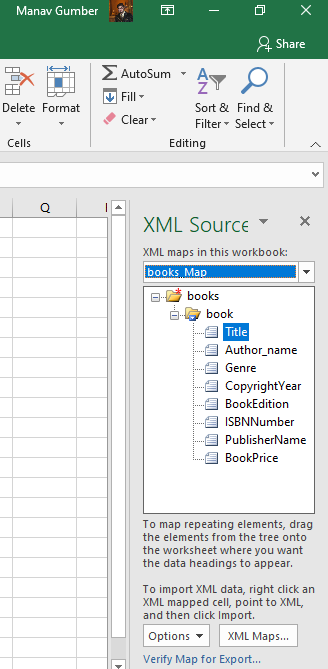 Manav Gumber
Share
Delete
Format
Cells
AutoSum
Fill
Clear
Sort &
Filter
Find &
Select
Editing
Q
XML Source
XML maps in this workbook:
books_Map
books
book
Title
Author_name
Genre
CopyrightYear
BookEdition
ISBNNumber
PublisherName
BookPrice
To map repeating elements, drag
the elements from the tree onto
the worksheet where you want
the data headings to appear.
To import XML data, right click an
XML mapped cell, point to XML,
and then click Import.
Options
XML Maps...
Verify Map for Export...